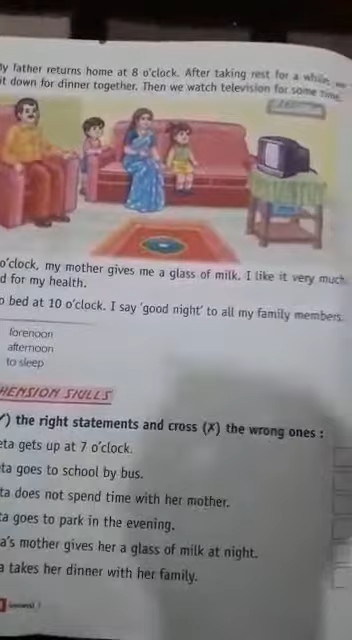 ly father returns home at 8 o'clock. After taking rest for a while,
it down for dinner together. Then we watch television for some time.
o'clock, my mother gives me a glass of milk. I like it very much
d for my health.
o bed at 10 o'clock. I say 'good night' to all my family members.
forenoon
afternoon
to sleep
HENSION SKILLS
✓) the right statements and cross (✗) the wrong ones :
eta gets up at 7 o'clock.
ta goes to school by bus.
ta does not spend time with her mother.
ta goes to park in the evening.
a's mother gives her a glass of milk at night.
a takes her dinner with her family.